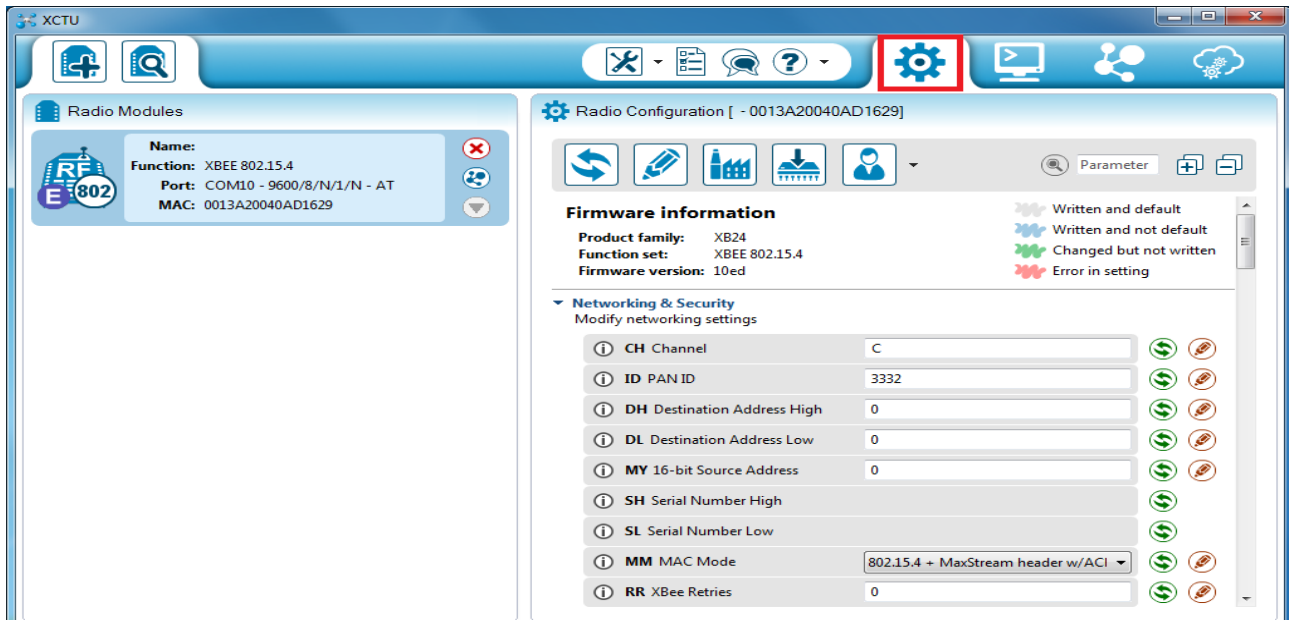 XCTU
Radio Modules
Name:
Function: XBEE 802.15.4
Port: COM10 - 9600/8/N/1/N - AT
MAC: 0013A20040AD1629
RF
E 802
Radio Configuration [ - 0013A20040AD1629]
Parameter
Firmware information
Product family: XB24
Function set: XBEE 802.15.4
Firmware version: 10ed
Written and default
Written and not default
Changed but not written
Error in setting
Networking & Security
Modify networking settings
CH Channel C
ID PAN ID 3332
DH Destination Address High 0
DL Destination Address Low 0
MY 16-bit Source Address 0
SH Serial Number High
SL Serial Number Low
MM MAC Mode 802.15.4 + MaxStream header w/ACI
RR XBee Retries 0